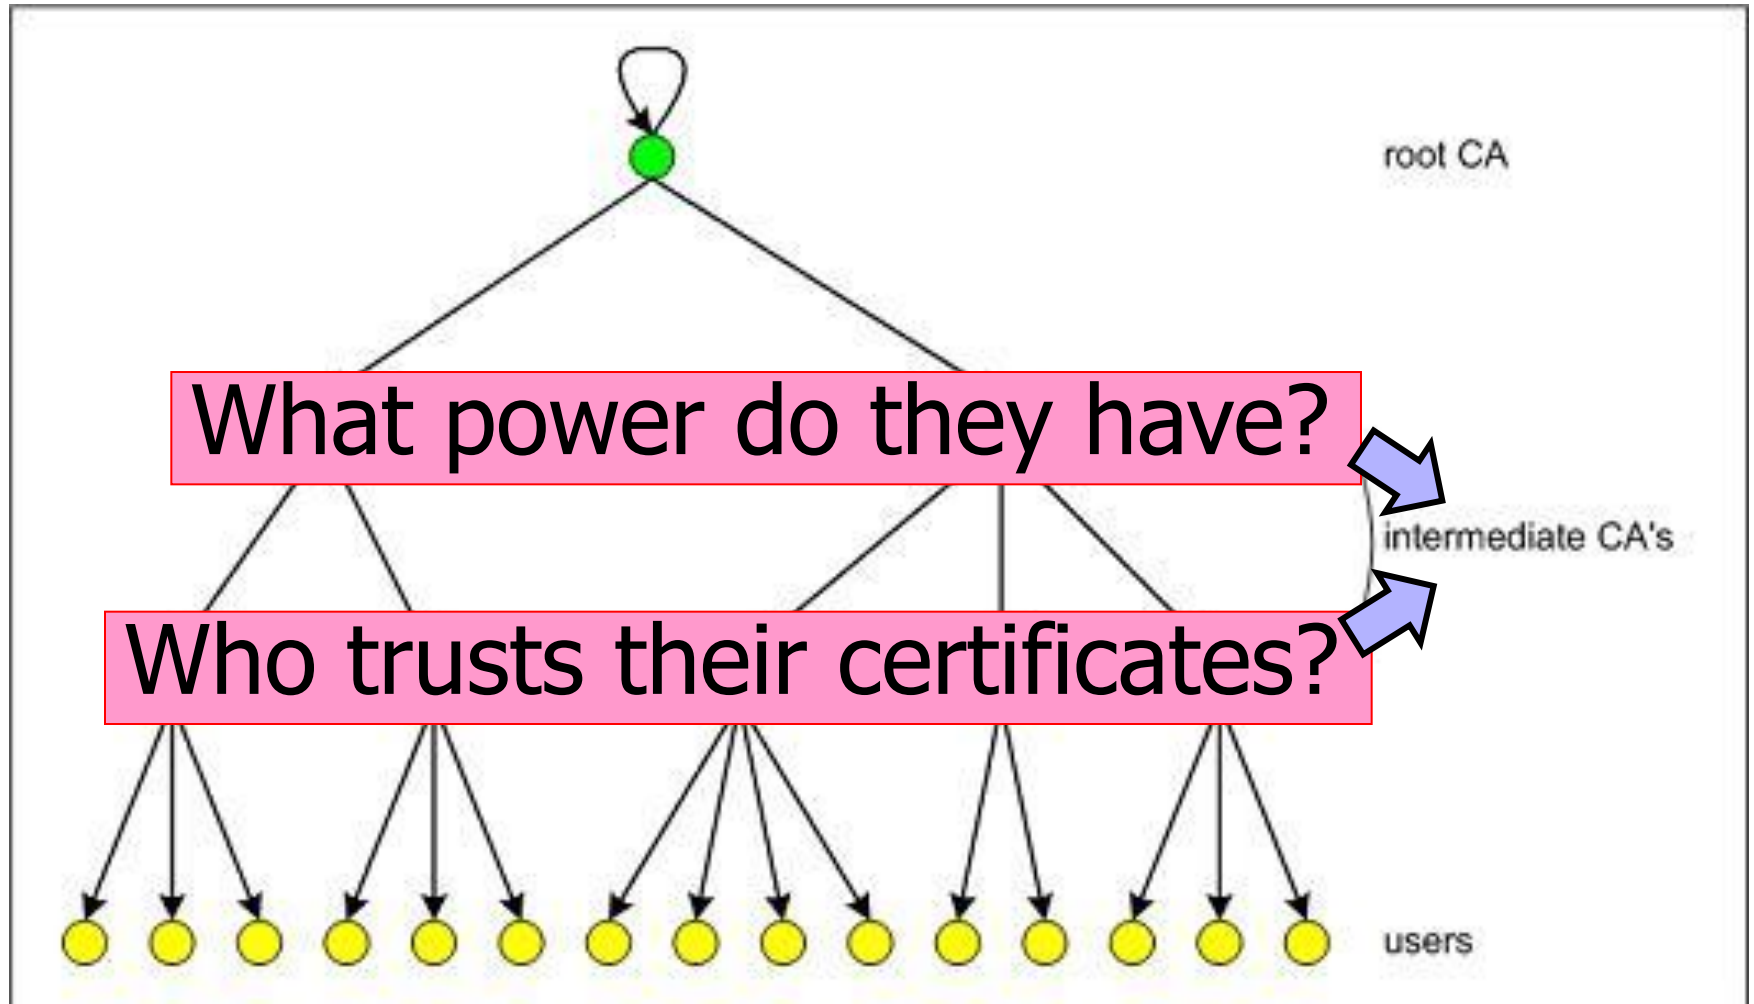 root CA
What power do they have?
intermediate CA's
Who trusts their certificates?
users